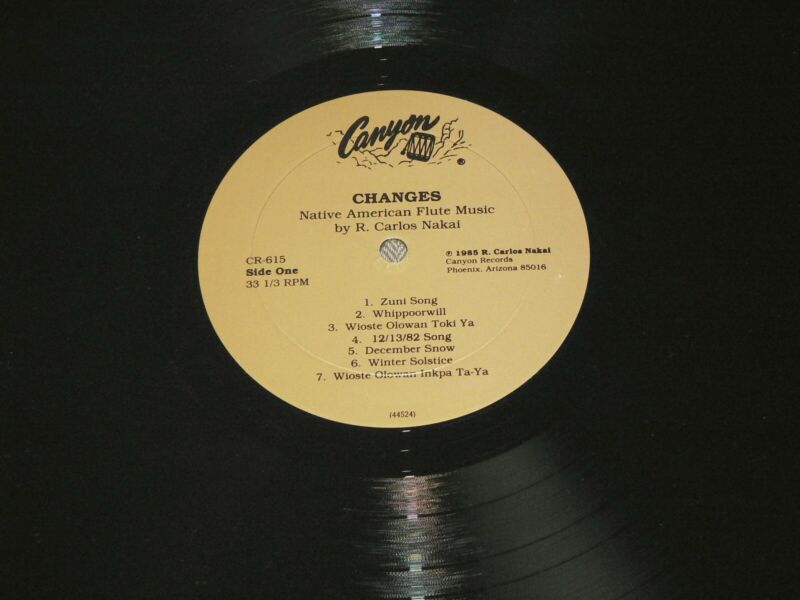 Canyon
®
CHANGES
Native American Flute Music
by R. Carlos Nakai
CR-615
Side One
33 1/3 RPM
℗ 1985 R. Carlos Nakai
Canyon Records
Phoenix, Arizona 85016
1. Zuni Song
2. Whippoorwill
3. Wioste Olowan Toki Ya
4. 12/13/82 Song
5. December Snow
6. Winter Solstice
7. Wioste Olowan Inkpa Ta-Ya
(44524)